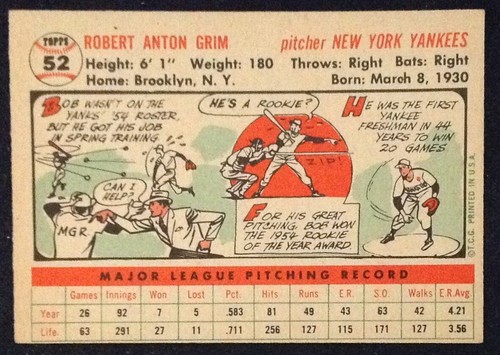 TOPPS
52
ROBERT ANTON GRIM
pitcher NEW YORK YANKEES
Height: 6' 1" Weight: 180 Throws: Right Bats: Right
Home: Brooklyn, N. Y. Born: March 8, 1930
BOB WASN'T ON THE
YANKS' '54 ROSTER,
BUT HE GOT HIS JOB
IN SPRING TRAINING.
CAN I
HELP?
MGR.
HE'S A ROOKIE?
ZIP!
FOR HIS GREAT
PITCHING, BOB WON
THE 1954 ROOKIE
OF THE YEAR AWARD.
HE WAS THE FIRST
YANKEE
FRESHMAN IN 44
YEARS TO WIN
20 GAMES.
© T.C.G. PRINTED IN U.S.A.
MAJOR LEAGUE PITCHING RECORD
Games Innings Won Lost Pct. Hits Runs E.R. S.O. Walks E.R.A.
Year 26 92 7 5 .583 81 49 43 63 42 4.21
Life 63 291 27 11 .711 256 127 115 171 127 3.56